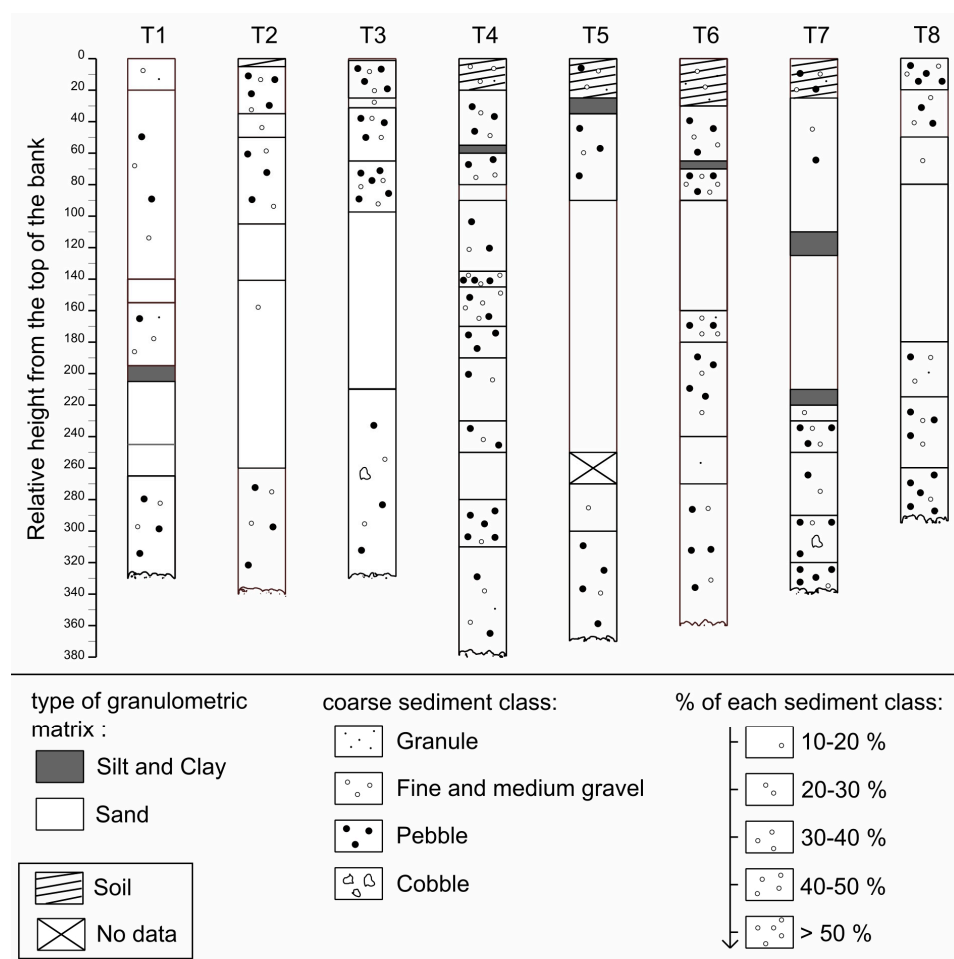 T1 T2 T3 T4 T5 T6 T7 T8
Relative height from the top of the bank
0
20
40
60
80
100
120
140
160
180
200
220
240
260
280
300
320
340
360
380
type of granulometric
matrix :
Silt and Clay
Sand
Soil
No data
coarse sediment class:
Granule
Fine and medium gravel
Pebble
Cobble
% of each sediment class:
10-20 %
20-30 %
30-40 %
40-50 %
> 50 %